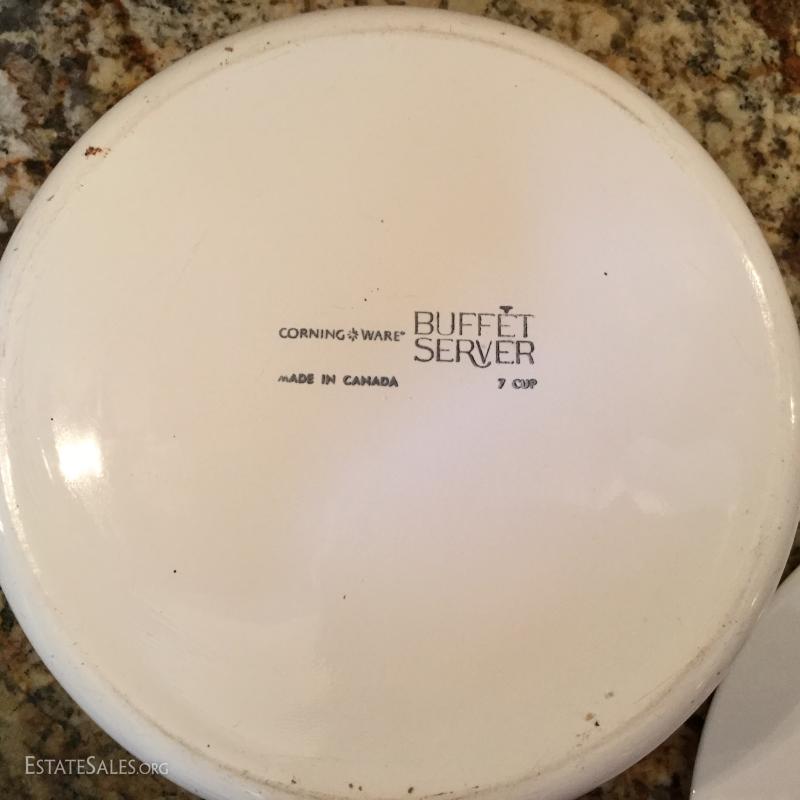 CORNING WARE® BUFFET SERVER
MADE IN CANADA 7 CUP
ESTATESALES.ORG